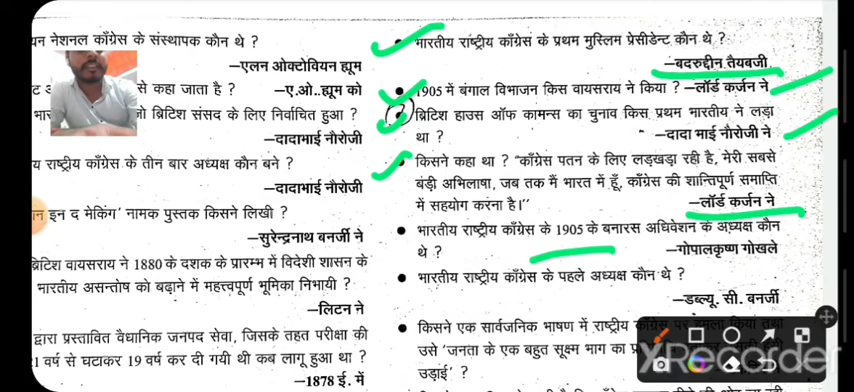 यन नेशनल काँग्रेस के संस्थापक कौन थे ?
—एलन ओक्टोवियन ह्यूम
से कहा जाता है ? —ए.ओ..ह्यूम को
जो ब्रिटिश संसद के लिए निर्वाचित हुआ ?
—दादाभाई नौरोजी
य राष्ट्रीय काँग्रेस के तीन बार अध्यक्ष कौन बने ?
—दादाभाई नौरोजी
न इन द मेकिंग' नामक पुस्तक किसने लिखी ?
—सुरेन्द्रनाथ बनर्जी ने
ब्रिटिश वायसराय ने 1880 के दशक के प्रारम्भ में विदेशी शासन के
भारतीय असन्तोष को बढ़ाने में महत्त्वपूर्ण भूमिका निभायी ?
—लिटन ने
द्वारा प्रस्तावित वैधानिक जनपद सेवा, जिसके तहत परीक्षा की
1 वर्ष से घटाकर 19 वर्ष कर दी गयी थी कब लागू हुआ था ?
—1878 ई. में
भारतीय राष्ट्रीय काँग्रेस के प्रथम मुस्लिम प्रेसीडेन्ट कौन थे ?
—बदरुद्दीन तैयबजी
• 1905 में बंगाल विभाजन किस वायसराय ने किया ? —लॉर्ड कर्जन ने
ब्रिटिश हाउस ऑफ कामन्स का चुनाव किस प्रथम भारतीय ने लड़ा
था ? —दादा माई नौरोजी ने
• किसने कहा था ? "काँग्रेस पतन के लिए लड़खड़ा रही है, मेरी सबसे
बंड़ी अभिलाषा, जब तक मैं भारत में हूँ, काँग्रेस की शान्तिपूर्ण समाप्ति
में सहयोग करना है।'' —लॉर्ड कर्जन ने
• भारतीय राष्ट्रीय काँग्रेस के 1905 के बनारस अधिवेशन के अध्यक्ष कौन
थे ? —गोपालकृष्ण गोखले
• भारतीय राष्ट्रीय काँग्रेस के पहले अध्यक्ष कौन थे ?
—डब्ल्यू. सी. बनर्जी
• किसने एक सार्वजनिक भाषण में राष्ट्रीय काँग्रेस पर हमला किया तथा
उसे 'जनता के एक बहुत सूक्ष्म भाग का
उड़ाई' ?
XRecorder